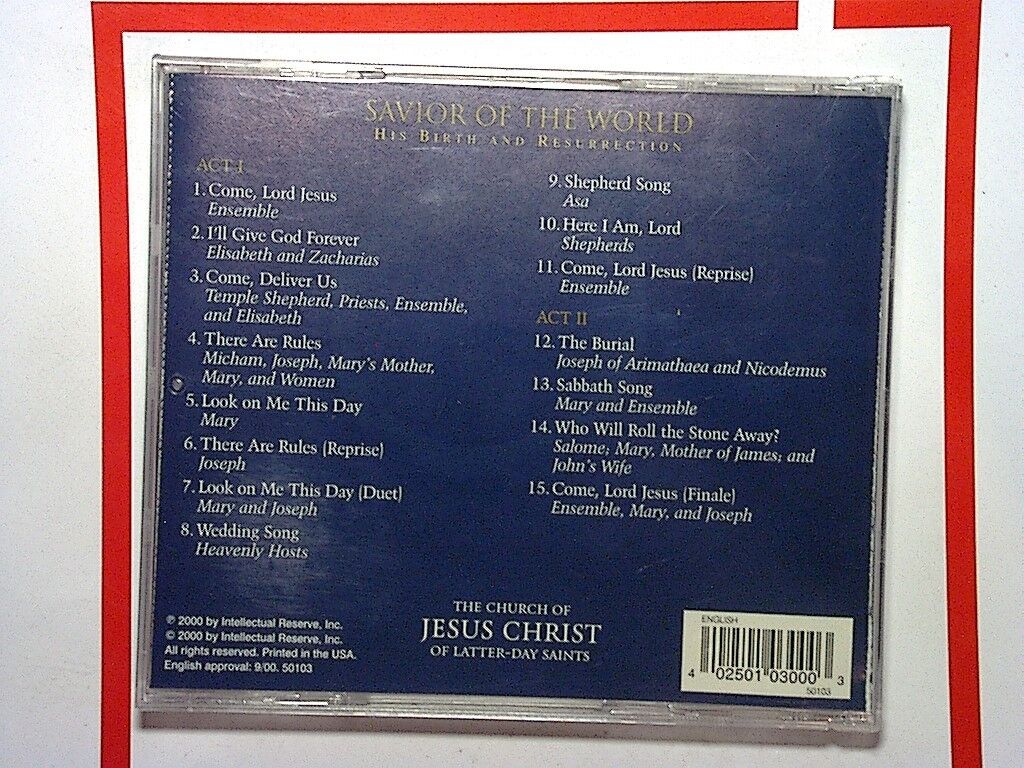 SAVIOR OF THE WORLD
HIS BIRTH AND RESURRECTION
ACT I
1. Come, Lord Jesus
Ensemble
2. I'll Give God Forever
Elisabeth and Zacharias
3. Come, Deliver Us
Temple Shepherd, Priests, Ensemble,
and Elisabeth
4. There Are Rules
Micham, Joseph, Mary's Mother,
Mary, and Women
5. Look on Me This Day
Mary
6. There Are Rules (Reprise)
Joseph
7. Look on Me This Day (Duet)
Mary and Joseph
8. Wedding Song
Heavenly Hosts
9. Shepherd Song
Asa
10. Here I Am, Lord
Shepherds
11. Come, Lord Jesus (Reprise)
Ensemble
ACT II
12. The Burial
Joseph of Arimathaea and Nicodemus
13. Sabbath Song
Mary and Ensemble
14. Who Will Roll the Stone Away?
Salome; Mary, Mother of James; and
John's Wife
15. Come, Lord Jesus (Finale)
Ensemble, Mary, and Joseph
℗ 2000 by Intellectual Reserve, Inc.
© 2000 by Intellectual Reserve, Inc.
All rights reserved. Printed in the USA.
English approval: 9/00. 50103
THE CHURCH OF
JESUS CHRIST
OF LATTER-DAY SAINTS
ENGLISH
4 02501 03000 3
50103